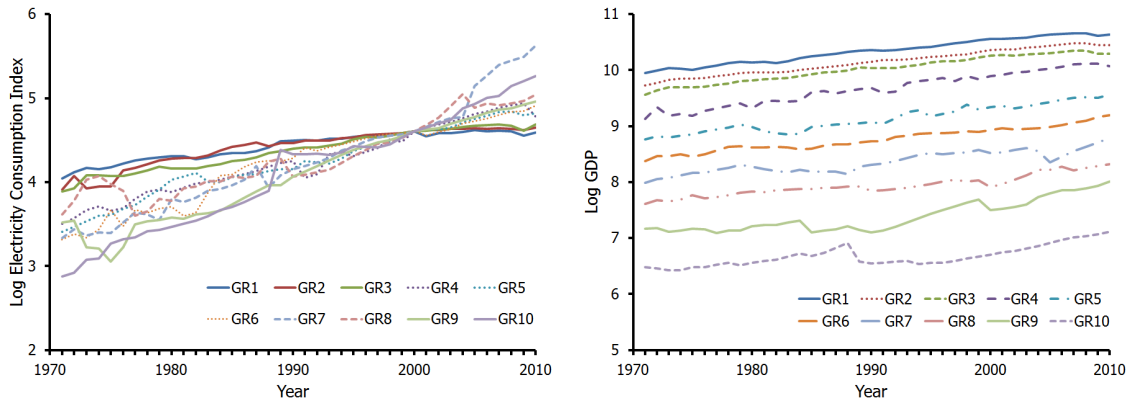 Log Electricity Consumption Index
6
5
4
3
2
GR1 GR2 GR3 GR4 GR5
GR6 GR7 GR8 GR9 GR10
1970 1980 1990 2000 2010
Year
Log GDP
11
10
9
8
7
6
5
GR1 GR2 GR3 GR4 GR5
GR6 GR7 GR8 GR9 GR10
1970 1980 1990 2000 2010
Year